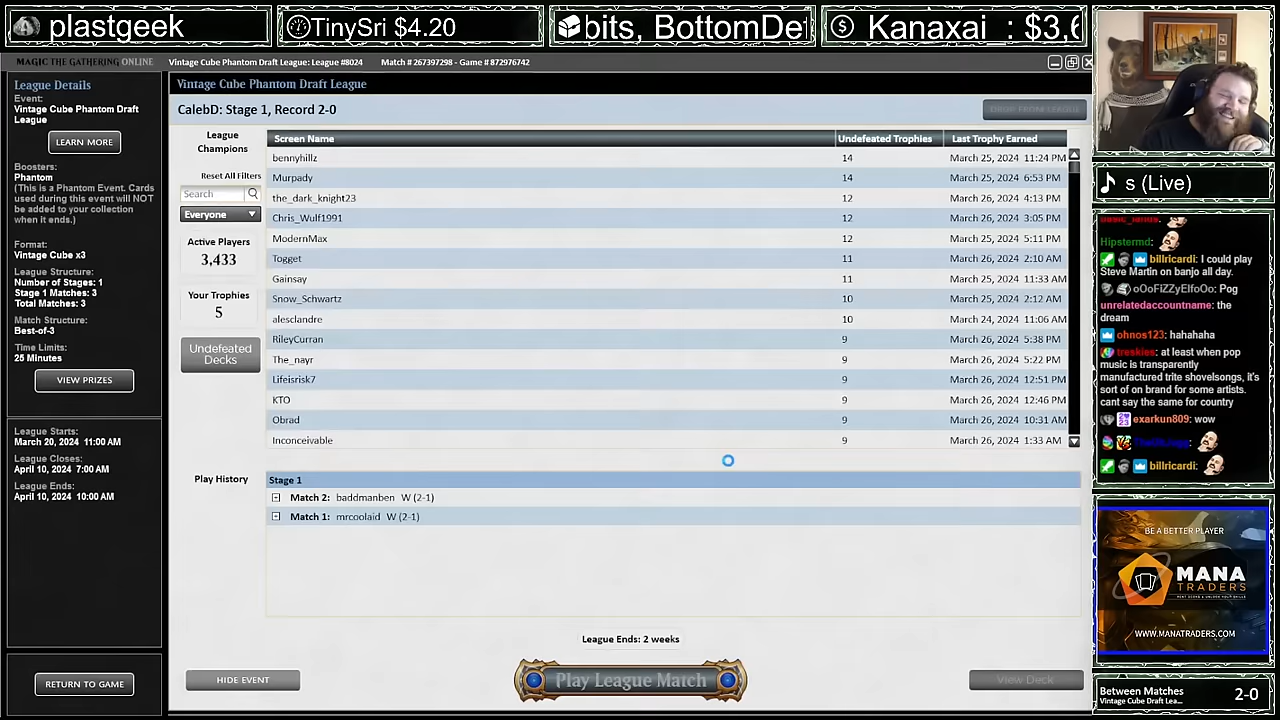 plastgeek
TinySri $4.20
bits, BottomDe
Kanaxai_: $3,6
MAGIC THE GATHERING ONLINE
Vintage Cube Phantom Draft League: League #8024
Match # 267397298 - Game # 872976742
League Details
Event:
Vintage Cube Phantom Draft
League
LEARN MORE
Boosters:
Phantom
(This is a Phantom Event. Cards
used during this event will NOT
be added to your collection
when it ends.)
Format:
Vintage Cube x3
League Structure:
Number of Stages: 1
Stage 1 Matches: 3
Total Matches: 3
Match Structure:
Best-of-3
Time Limits:
25 Minutes
VIEW PRIZES
League Starts:
March 20, 2024 11:00 AM
League Closes:
April 10, 2024 7:00 AM
League Ends:
April 10, 2024 10:00 AM
RETURN TO GAME
Vintage Cube Phantom Draft League
CalebD: Stage 1, Record 2-0
DROP FROM LEAGUE
League
Champions
Reset All Filters
Search
Everyone
Active Players
3,433
Your Trophies
5
Undefeated
Decks
Screen Name Undefeated Trophies Last Trophy Earned
bennyhillz 14 March 25, 2024 11:24 PM
Murpady 14 March 25, 2024 6:53 PM
the_dark_knight23 12 March 26, 2024 4:13 PM
Chris_Wulf1991 12 March 26, 2024 3:05 PM
ModernMax 12 March 25, 2024 5:11 PM
Togget 11 March 26, 2024 2:10 AM
Gainsay 11 March 25, 2024 11:33 AM
Snow_Schwartz 10 March 25, 2024 2:12 AM
alesclandre 10 March 24, 2024 11:06 AM
RileyCurran 9 March 26, 2024 5:38 PM
The_nayr 9 March 26, 2024 5:22 PM
Lifeisrisk7 9 March 26, 2024 12:51 PM
KTO 9 March 26, 2024 12:46 PM
Obrad 9 March 26, 2024 10:31 AM
Inconceivable 9 March 26, 2024 1:33 AM
Play History
Stage 1
Match 2: baddmanben W (2-1)
Match 1: mrcoolaid W (2-1)
League Ends: 2 weeks
HIDE EVENT
Play League Match
View Deck
s (Live)
Hipstermd:
billricardi: I could play
Steve Martin on banjo all day.
oOoFiZZyElfoOo: Pog
unrelatedaccountname: the
dream
ohnos123: hahahaha
treskies: at least when pop
music is transparently
manufactured trite shovelsongs, it's
sort of on brand for some artists.
cant say the same for country
exarkun809: wow
billricardi:
BE A BETTER PLAYER
MANA
TRADERS
WWW.MANATRADERS.COM
Between Matches
Vintage Cube Draft Lea...
2-0